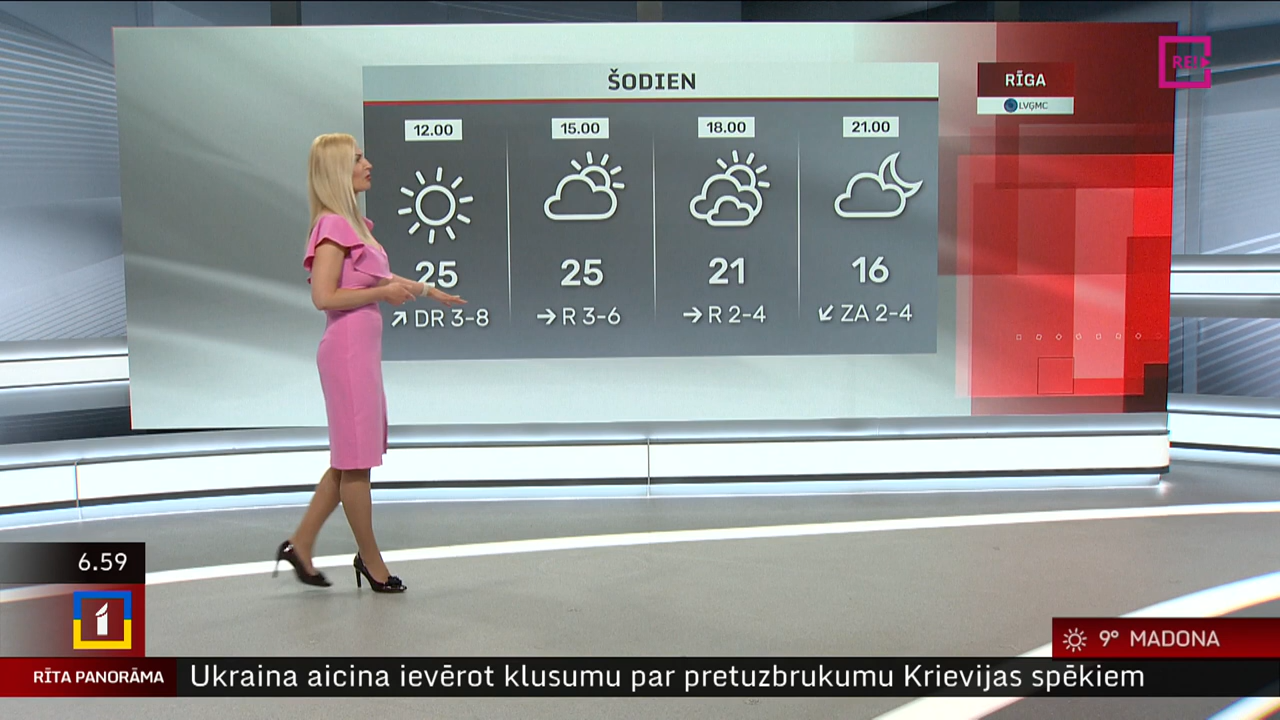 ŠODIEN
RĪGA
LVĢMC
REK
12.00
15.00
18.00
21.00
25
25
21
16
DR 3-8
R 3-6
R 2-4
ZA 2-4
6.59
1
9° MADONA
RĪTA PANORĀMA
Ukraina aicina ievērot klusumu par pretuzbrukumu Krievijas spēkiem